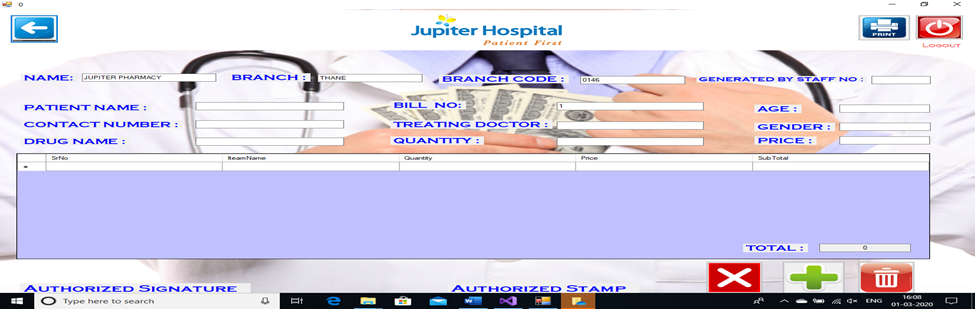 0
Jupiter Hospital
Patient First
PRINT
LOGOUT
NAME: JUPITER PHARMACY BRANCH : THANE BRANCH CODE : 0146 GENERATED BY STAFF NO :
PATIENT NAME : BILL NO: 1 AGE :
CONTACT NUMBER : TREATING DOCTOR : GENDER :
DRUG NAME : QUANTITY : PRICE :
SrNo IteamName Quantity Price SubTotal
TOTAL : 0
AUTHORIZED SIGNATURE AUTHORIZED STAMP
Type here to search ENG 16:08
01-03-2020